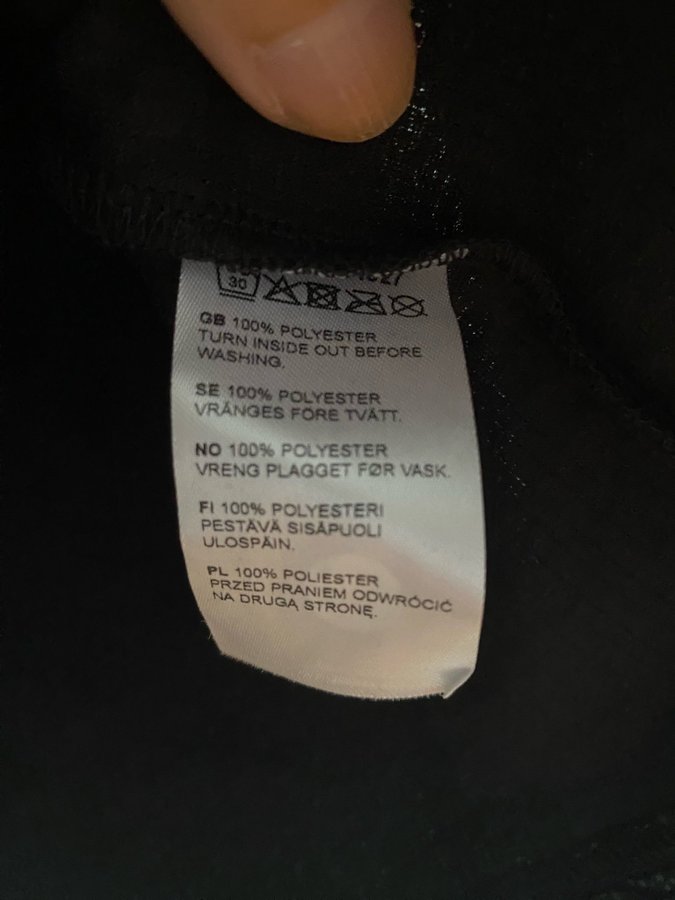 30
GB 100% POLYESTER
TURN INSIDE OUT BEFORE
WASHING.
SE 100% POLYESTER
VRÄNGES FÖRE TVÄTT.
NO 100% POLYESTER
VRENG PLAGGET FØR VASK.
FI 100% POLYESTERI
PESTÄVÄ SISÄPUOLI
ULOSPÄIN.
PL 100% POLIESTER
PRZED PRANIEM ODWRÓCIĆ
NA DRUGĄ STRONĘ.